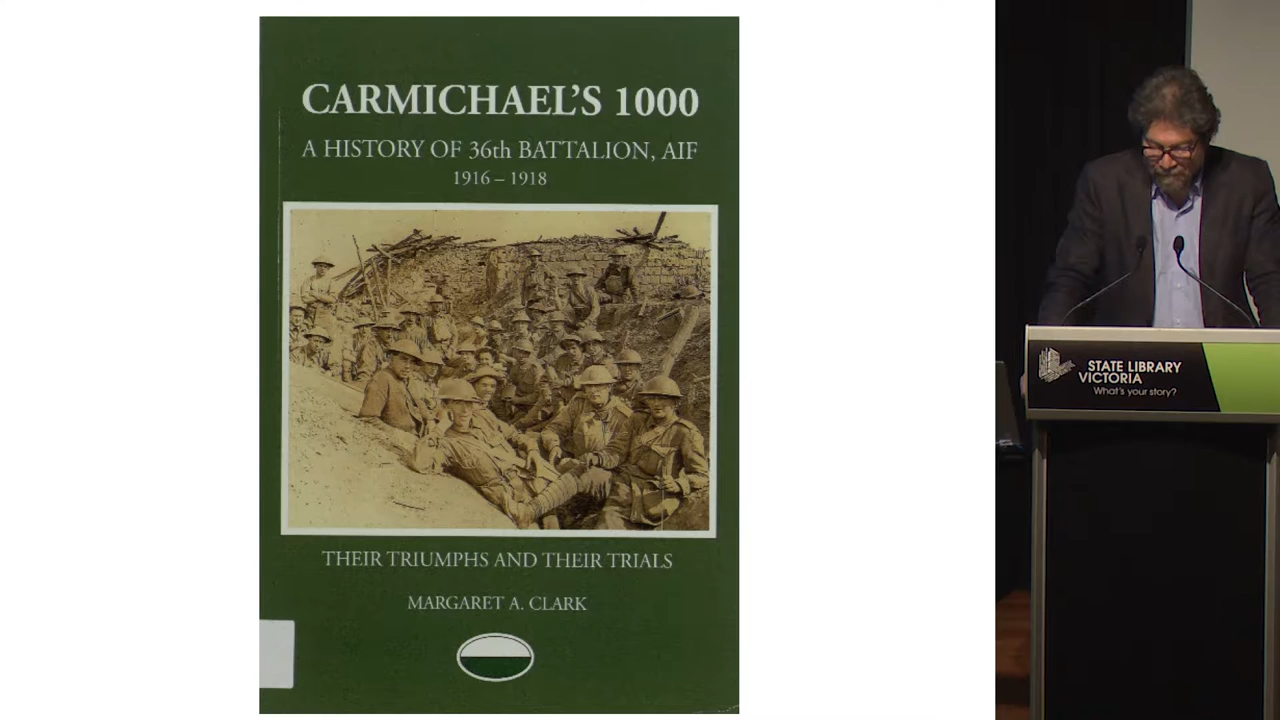 CARMICHAEL'S 1000
A HISTORY OF 36th BATTALION, AIF
1916 – 1918
THEIR TRIUMPHS AND THEIR TRIALS
MARGARET A. CLARK
STATE LIBRARY
VICTORIA
What's your story?